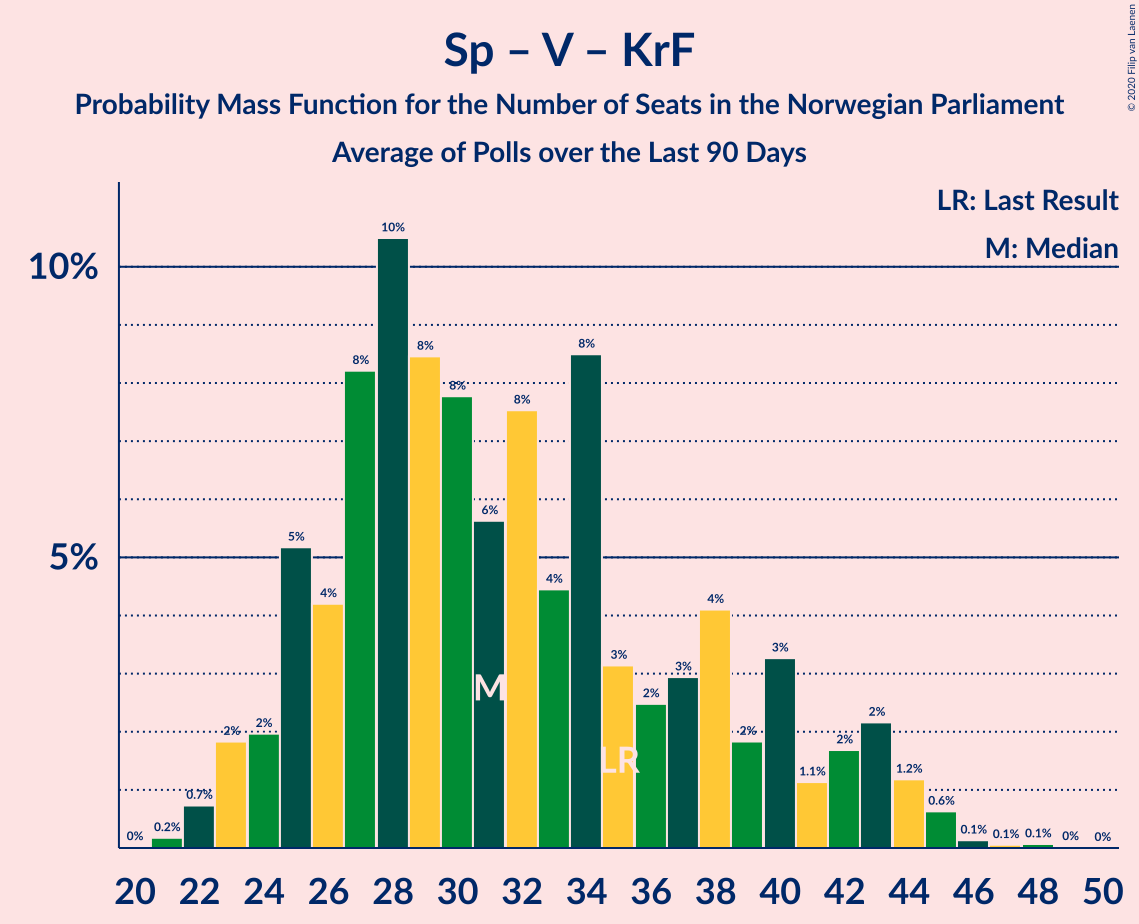 © 2020 Filip van Laenen
Sp – V – KrF
Probability Mass Function for the Number of Seats in the Norwegian Parliament
Average of Polls over the Last 90 Days
LR: Last Result
M: Median
10%
5%
0% 0.2% 0.7% 2% 2% 5% 4% 8% 10% 8% 8% 6% 8% 4% 8% 3% 2% 3% 4% 2% 3% 1.1% 2% 2% 1.2% 0.6% 0.1% 0.1% 0.1% 0% 0%
M
LR
20 22 24 26 28 30 32 34 36 38 40 42 44 46 48 50